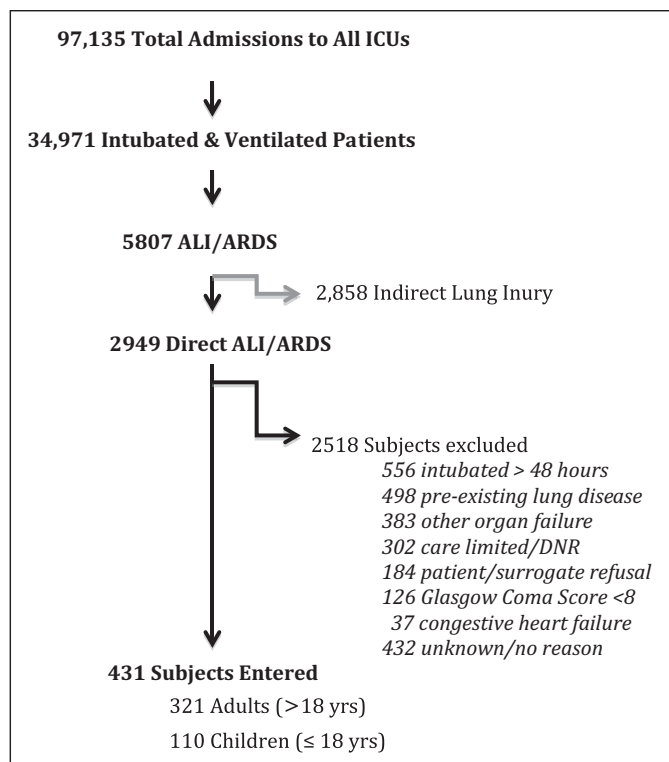 97,135 Total Admissions to All ICUs
34,971 Intubated & Ventilated Patients
5807 ALI/ARDS
2,858 Indirect Lung Inury
2949 Direct ALI/ARDS
2518 Subjects excluded
556 intubated > 48 hours
498 pre-existing lung disease
383 other organ failure
302 care limited/DNR
184 patient/surrogate refusal
126 Glasgow Coma Score <8
37 congestive heart failure
432 unknown/no reason
431 Subjects Entered
321 Adults (>18 yrs)
110 Children (≤ 18 yrs)